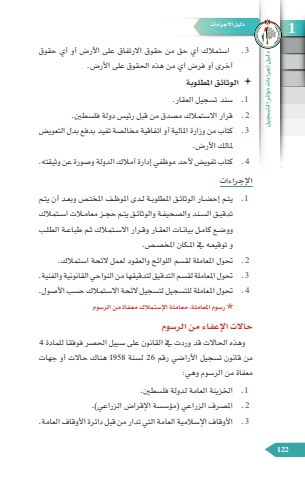 دليل الاجراءات
1
دليل إجراءات دوائر التسجيل
3. استملاك أي حق من حقوق الارتفاق على الأرض أو أي حقوق
أخرى أو فرض أي من هذه الحقوق على الأرض.
الوثائق المطلوبة
1. سند تسجيل العقار.
2. قرار الاستملاك مصدق من قبل رئيس دولة فلسطين.
3. كتاب من وزارة المالية أو اتفاقية مخالصة تفيد بدفع بدل التعويض
لمالك الأرض.
4. كتاب تفويض لأحد موظفي إدارة أملاك الدولة وصورة عن وثيقته.
الإجراءات
1. يتم إحضار الوثائق المطلوبة لدى الموظف المختص وبعد أن يتم
تدقيق السند والصحيفة والوثائق يتم حجز معاملات استملاك
ووضع كامل بيانات العقار وقرار الاستملاك ثم طباعة الطلب
و توقيعه في المكان المخصص.
2. تحول المعاملة لقسم اللوائح والعقود لعمل لائحة استملاك.
3. تحول المعاملة لقسم التدقيق لتدقيقها من النواحي القانونية والفنية.
4. تحول المعاملة للتسجيل لتسجيل لائحة الاستملاك حسب الأصول.
★ رسوم المعاملة: معاملة الإستملاك معفاة من الرسوم
حالات الإعفاء من الرسوم
وهذه الحالات قد وردت في القانون على سبيل الحصر فوفقا للمادة 4
من قانون تسجيل الأراضي رقم 26 لسنة 1958 هناك حالات أو جهات
معفاة من الرسوم وهي:
1. الخزينة العامة لدولة فلسطين.
2. المصرف الزراعي (مؤسسة الإقراض الزراعي).
3. الأوقاف الإسلامية العامة التي تدار من قبل دائرة الأوقاف العامة.
122